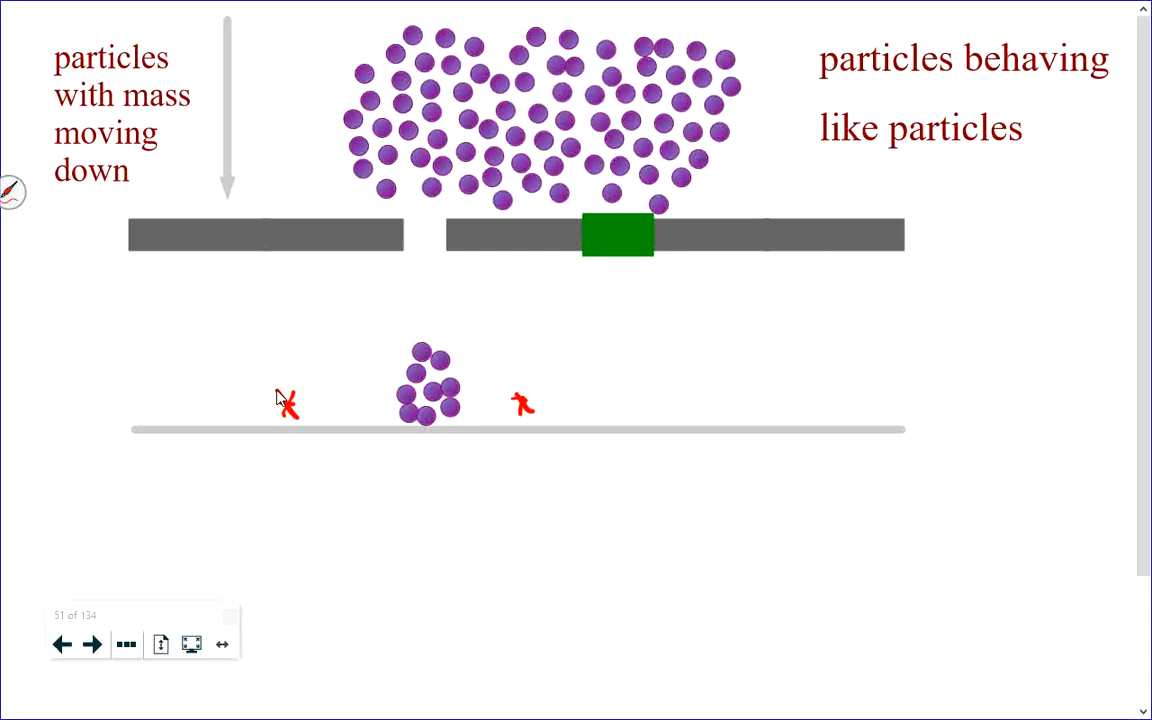 particles
with mass
moving
down
particles behaving
like particles
51 of 134